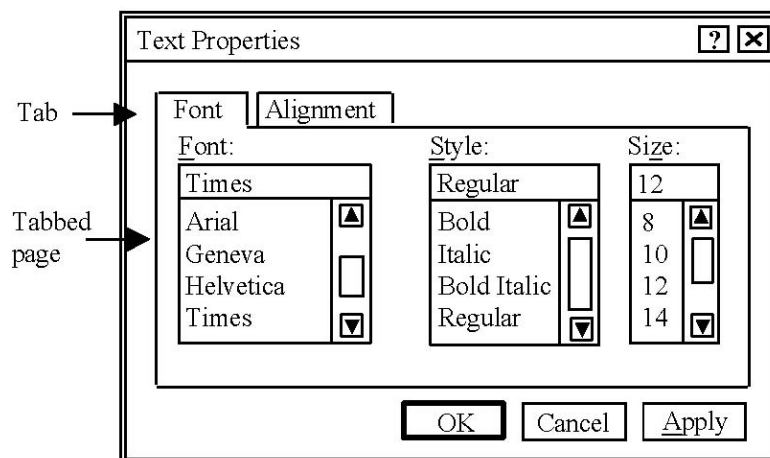 Text Properties ?
Tab
Font Alignment
Font: Style: Size:
Times Regular 12
Tabbed
page
Arial Bold 8
Geneva Italic 10
Helvetica Bold Italic 12
Times Regular 14
OK Cancel Apply